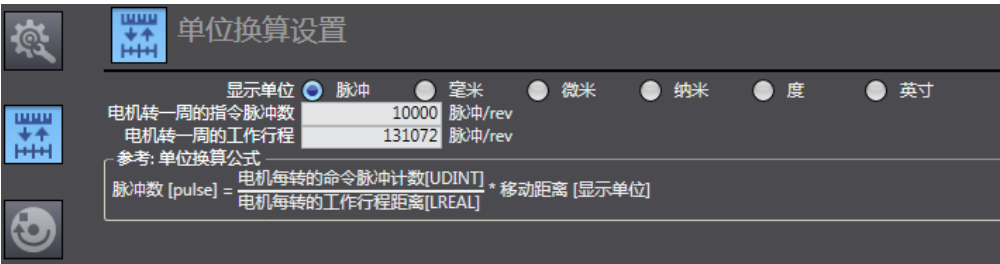 单位换算设置
显示单位 脉冲 毫米 微米 纳米 度 英寸
电机转一周的指令脉冲数 10000 脉冲/rev
电机转一周的工作行程 131072 脉冲/rev
参考: 单位换算公式
脉冲数 [pulse] = 电机每转的命令脉冲计数[UDINT] * 移动距离 [显示单位]
电机每转的工作行程距离[LREAL]